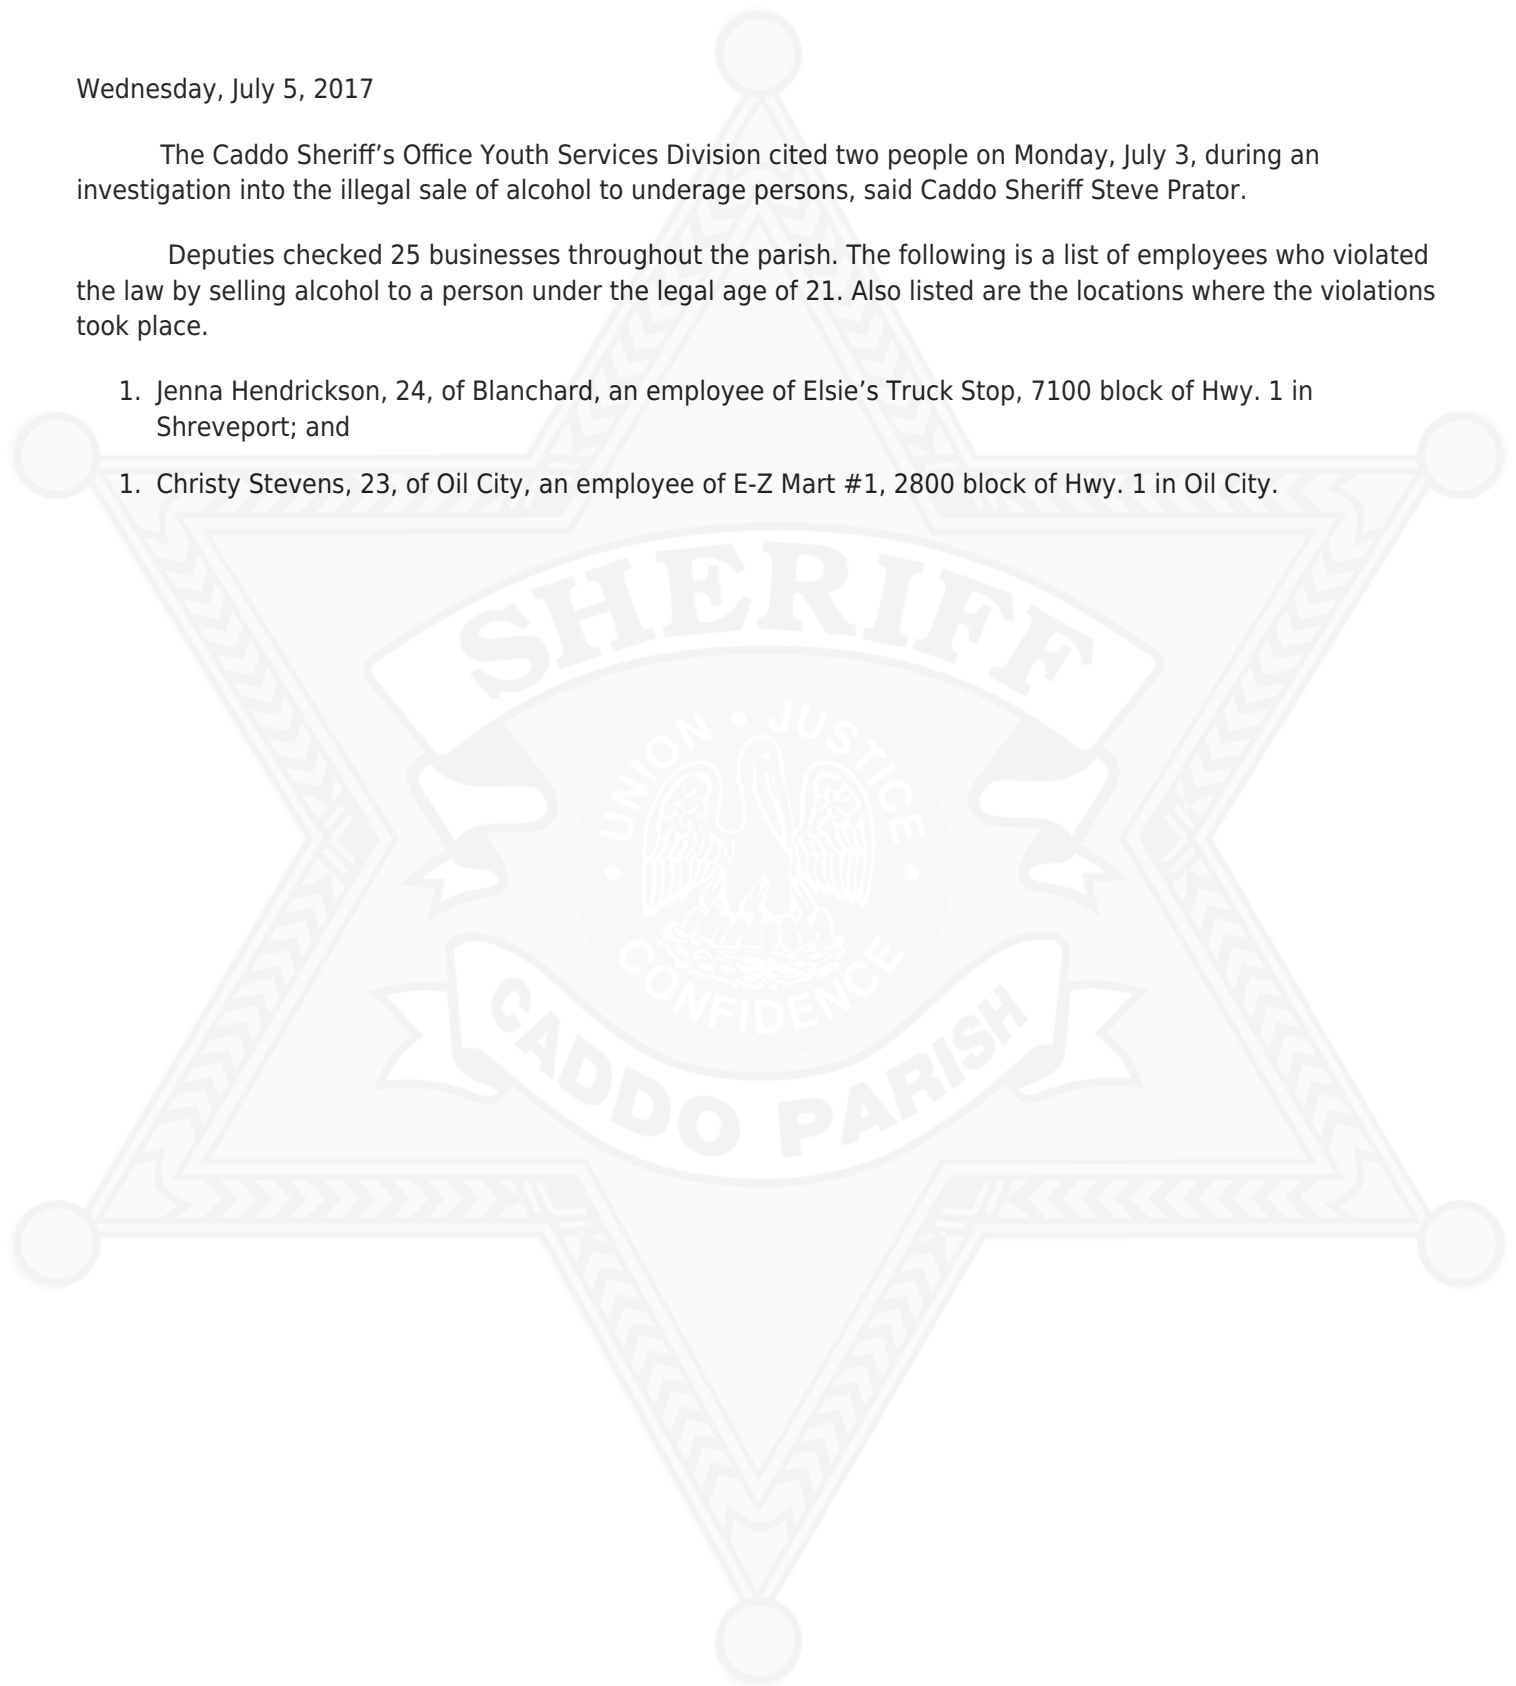 Wednesday, July 5, 2017
The Caddo Sheriff’s Office Youth Services Division cited two people on Monday, July 3, during an
investigation into the illegal sale of alcohol to underage persons, said Caddo Sheriff Steve Prator.
Deputies checked 25 businesses throughout the parish. The following is a list of employees who violated
the law by selling alcohol to a person under the legal age of 21. Also listed are the locations where the violations
took place.
1. Jenna Hendrickson, 24, of Blanchard, an employee of Elsie’s Truck Stop, 7100 block of Hwy. 1 in
Shreveport; and
1. Christy Stevens, 23, of Oil City, an employee of E-Z Mart #1, 2800 block of Hwy. 1 in Oil City.
SHERIFF
UNION • JUSTICE •
• CONFIDENCE
CADDO PARISH